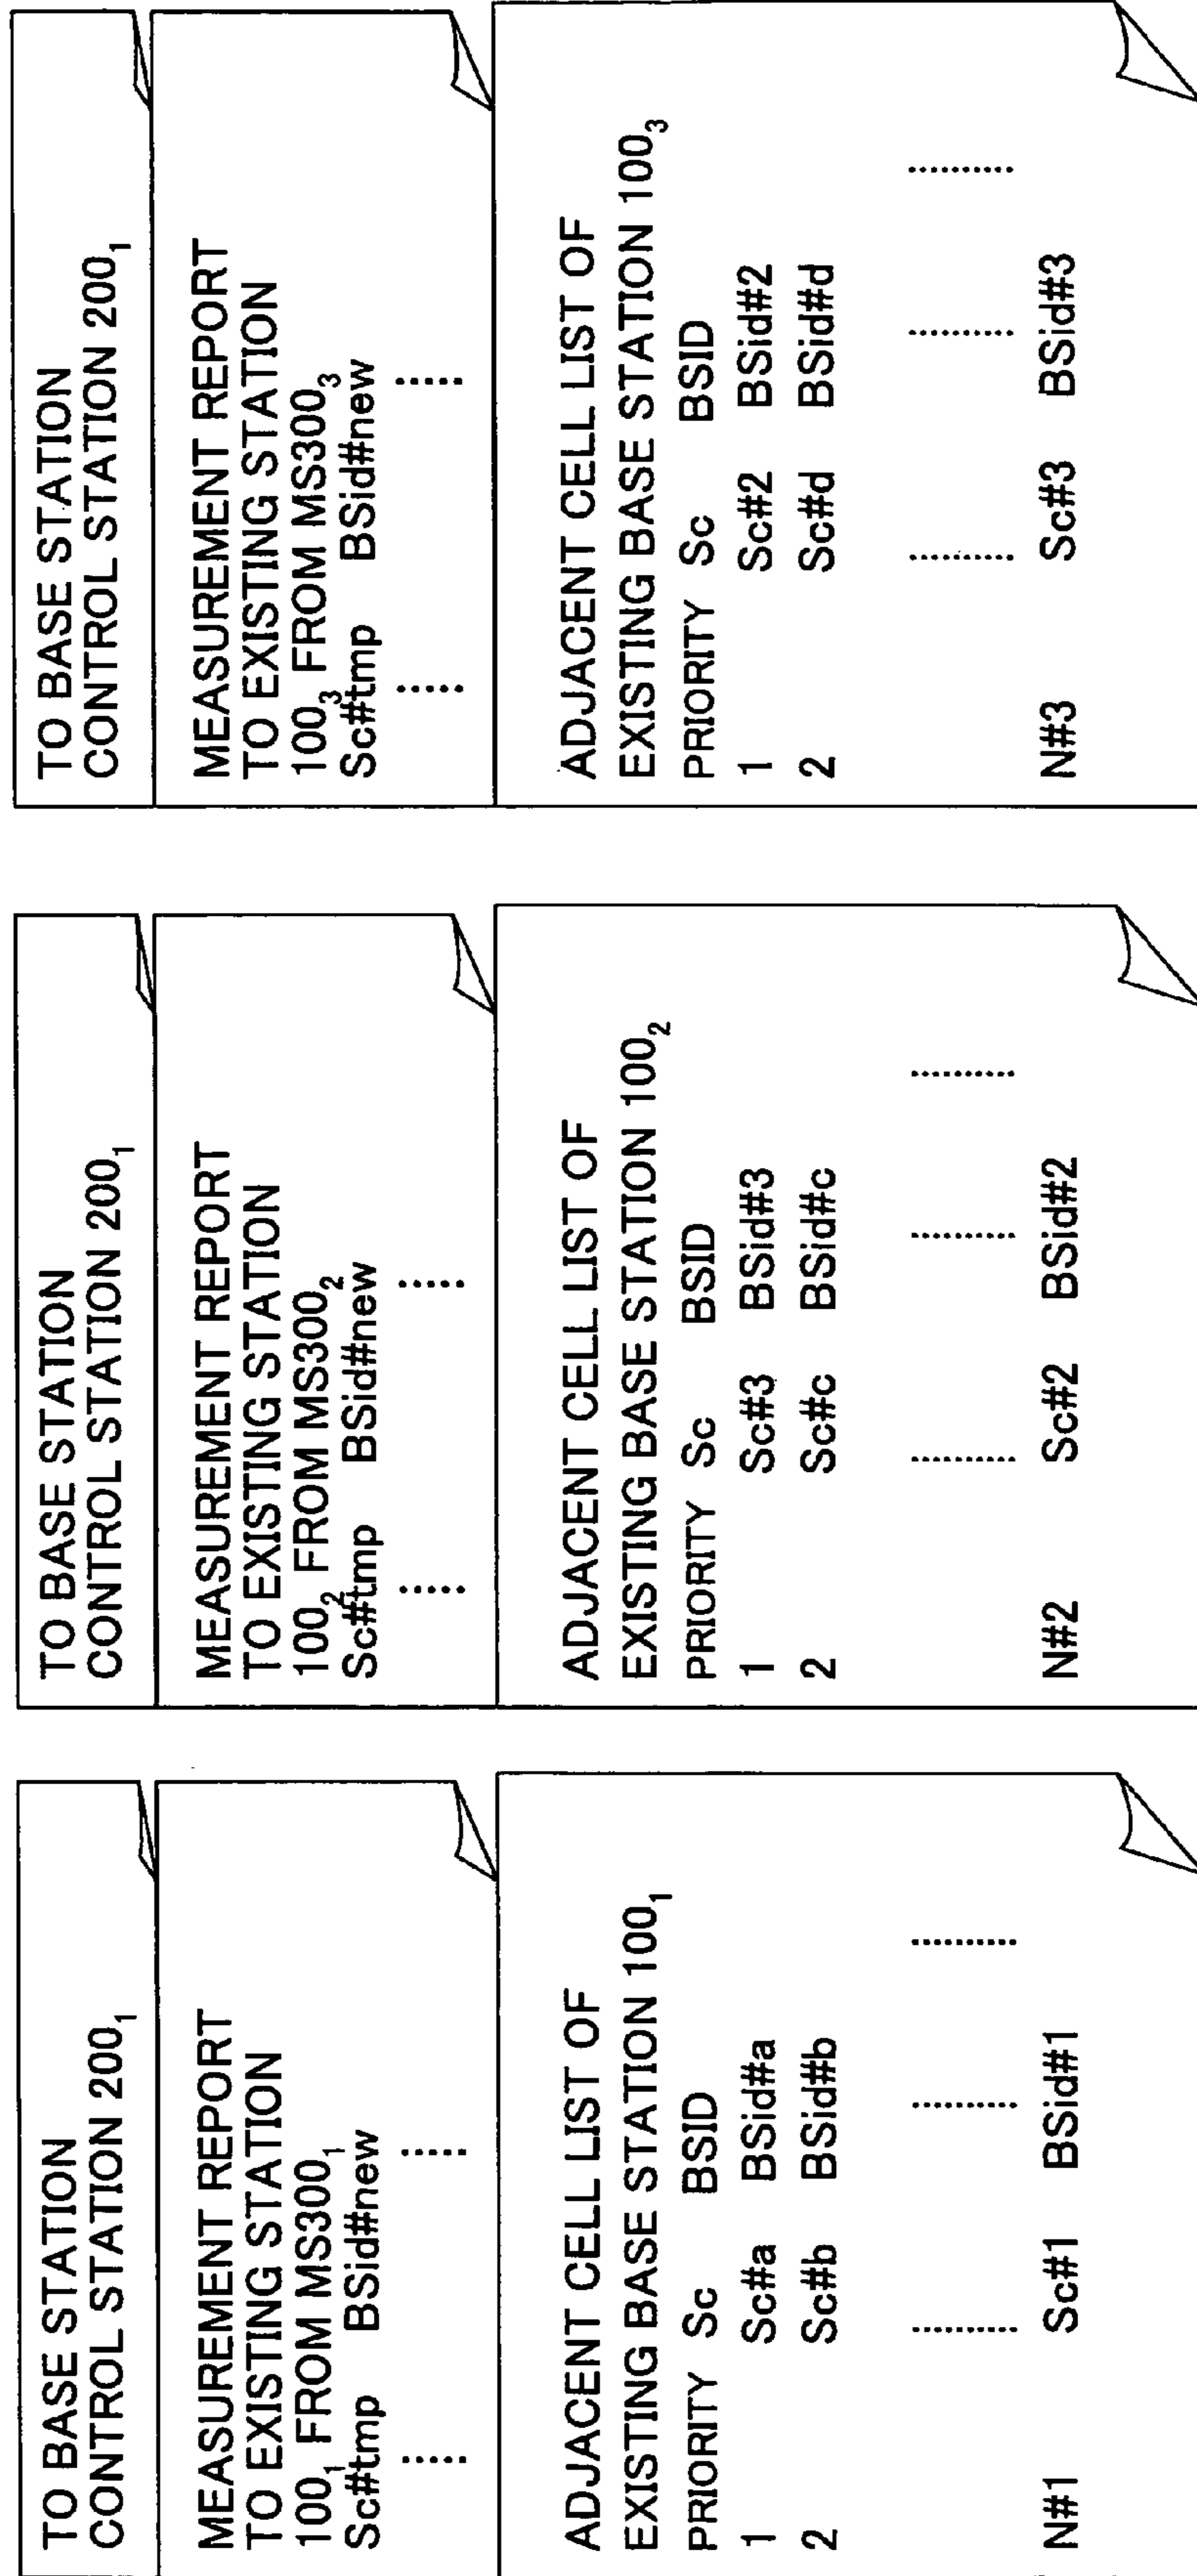 TO BASE STATION
CONTROL STATION 200₁
MEASUREMENT REPORT
TO EXISTING STATION
100₁ FROM MS300₁
Sc#tmp BSid#new
..... .....
ADJACENT CELL LIST OF
EXISTING BASE STATION 100₁
PRIORITY Sc BSID
1 Sc#a BSid#a
2 Sc#b BSid#b
.......... .......... ..........
N#1 Sc#1 BSid#1
TO BASE STATION
CONTROL STATION 200₁
MEASUREMENT REPORT
TO EXISTING STATION
100₂ FROM MS300₂
Sc#tmp BSid#new
..... .....
ADJACENT CELL LIST OF
EXISTING BASE STATION 100₂
PRIORITY Sc BSID
1 Sc#3 BSid#3
2 Sc#c BSid#c
.......... .......... ..........
N#2 Sc#2 BSid#2
TO BASE STATION
CONTROL STATION 200₁
MEASUREMENT REPORT
TO EXISTING STATION
100₃ FROM MS300₃
Sc#tmp BSid#new
..... .....
ADJACENT CELL LIST OF
EXISTING BASE STATION 100₃
PRIORITY Sc BSID
1 Sc#2 BSid#2
2 Sc#d BSid#d
.......... .......... ..........
N#3 Sc#3 BSid#3